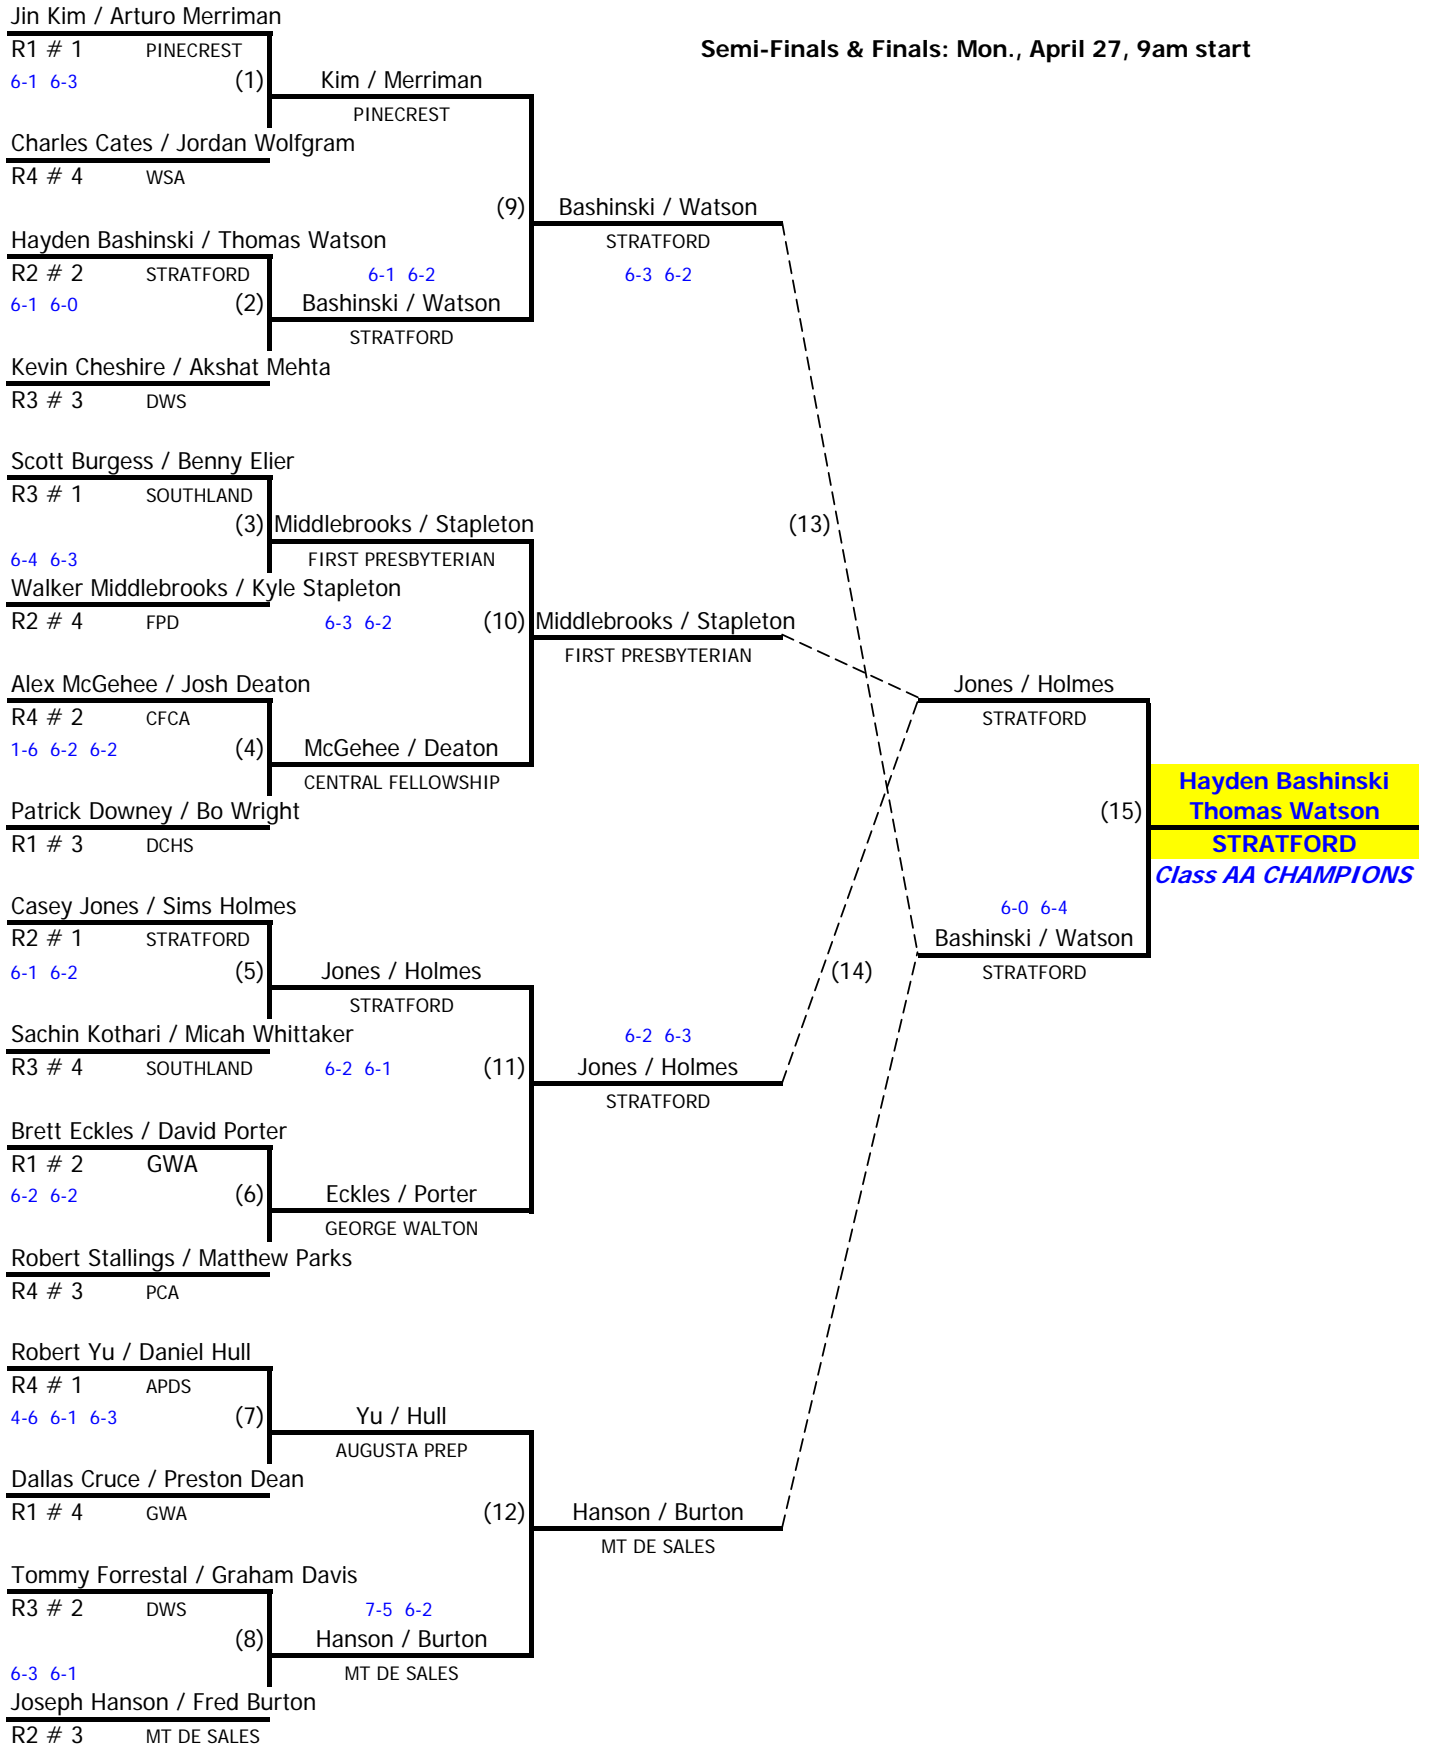 Jin Kim / Arturo Merriman
R1 # 1 PINECREST
Semi-Finals & Finals: Mon., April 27, 9am start
6-1 6-3 (1) Kim / Merriman
PINECREST
Charles Cates / Jordan Wolfgram
R4 # 4 WSA
(9) Bashinski / Watson
Hayden Bashinski / Thomas Watson STRATFORD
R2 # 2 STRATFORD 6-1 6-2 6-3 6-2
6-1 6-0 (2) Bashinski / Watson
STRATFORD
Kevin Cheshire / Akshat Mehta
R3 # 3 DWS
Scott Burgess / Benny Elier
R3 # 1 SOUTHLAND
(3) Middlebrooks / Stapleton (13)
6-4 6-3 FIRST PRESBYTERIAN
Walker Middlebrooks / Kyle Stapleton
R2 # 4 FPD 6-3 6-2 (10) Middlebrooks / Stapleton
FIRST PRESBYTERIAN
Alex McGehee / Josh Deaton Jones / Holmes
R4 # 2 CFCA STRATFORD
1-6 6-2 6-2 (4) McGehee / Deaton
CENTRAL FELLOWSHIP Hayden Bashinski
Patrick Downey / Bo Wright (15) Thomas Watson
R1 # 3 DCHS STRATFORD
Class AA CHAMPIONS
Casey Jones / Sims Holmes 6-0 6-4
R2 # 1 STRATFORD Bashinski / Watson
6-1 6-2 (5) Jones / Holmes (14) STRATFORD
STRATFORD
Sachin Kothari / Micah Whittaker 6-2 6-3
R3 # 4 SOUTHLAND 6-2 6-1 (11) Jones / Holmes
STRATFORD
Brett Eckles / David Porter
R1 # 2 GWA
6-2 6-2 (6) Eckles / Porter
GEORGE WALTON
Robert Stallings / Matthew Parks
R4 # 3 PCA
Robert Yu / Daniel Hull
R4 # 1 APDS
4-6 6-1 6-3 (7) Yu / Hull
AUGUSTA PREP
Dallas Cruce / Preston Dean
R1 # 4 GWA (12) Hanson / Burton
MT DE SALES
Tommy Forrestal / Graham Davis
R3 # 2 DWS 7-5 6-2
(8) Hanson / Burton
6-3 6-1 MT DE SALES
Joseph Hanson / Fred Burton
R2 # 3 MT DE SALES